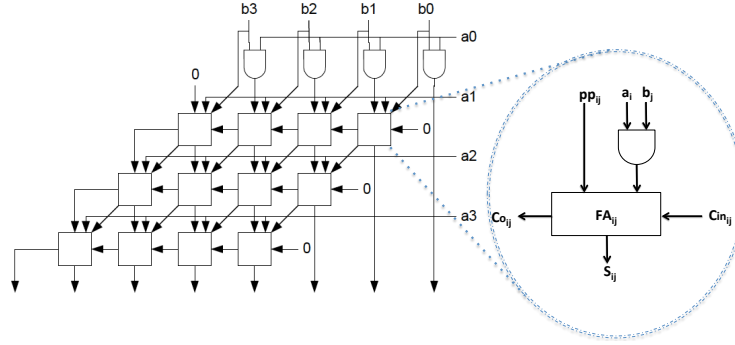 b3 b2 b1 b0
a0
0
a1
0
a2
0
a3
0
pp_ij a_i b_j
Co_ij FA_ij Cin_ij
S_ij